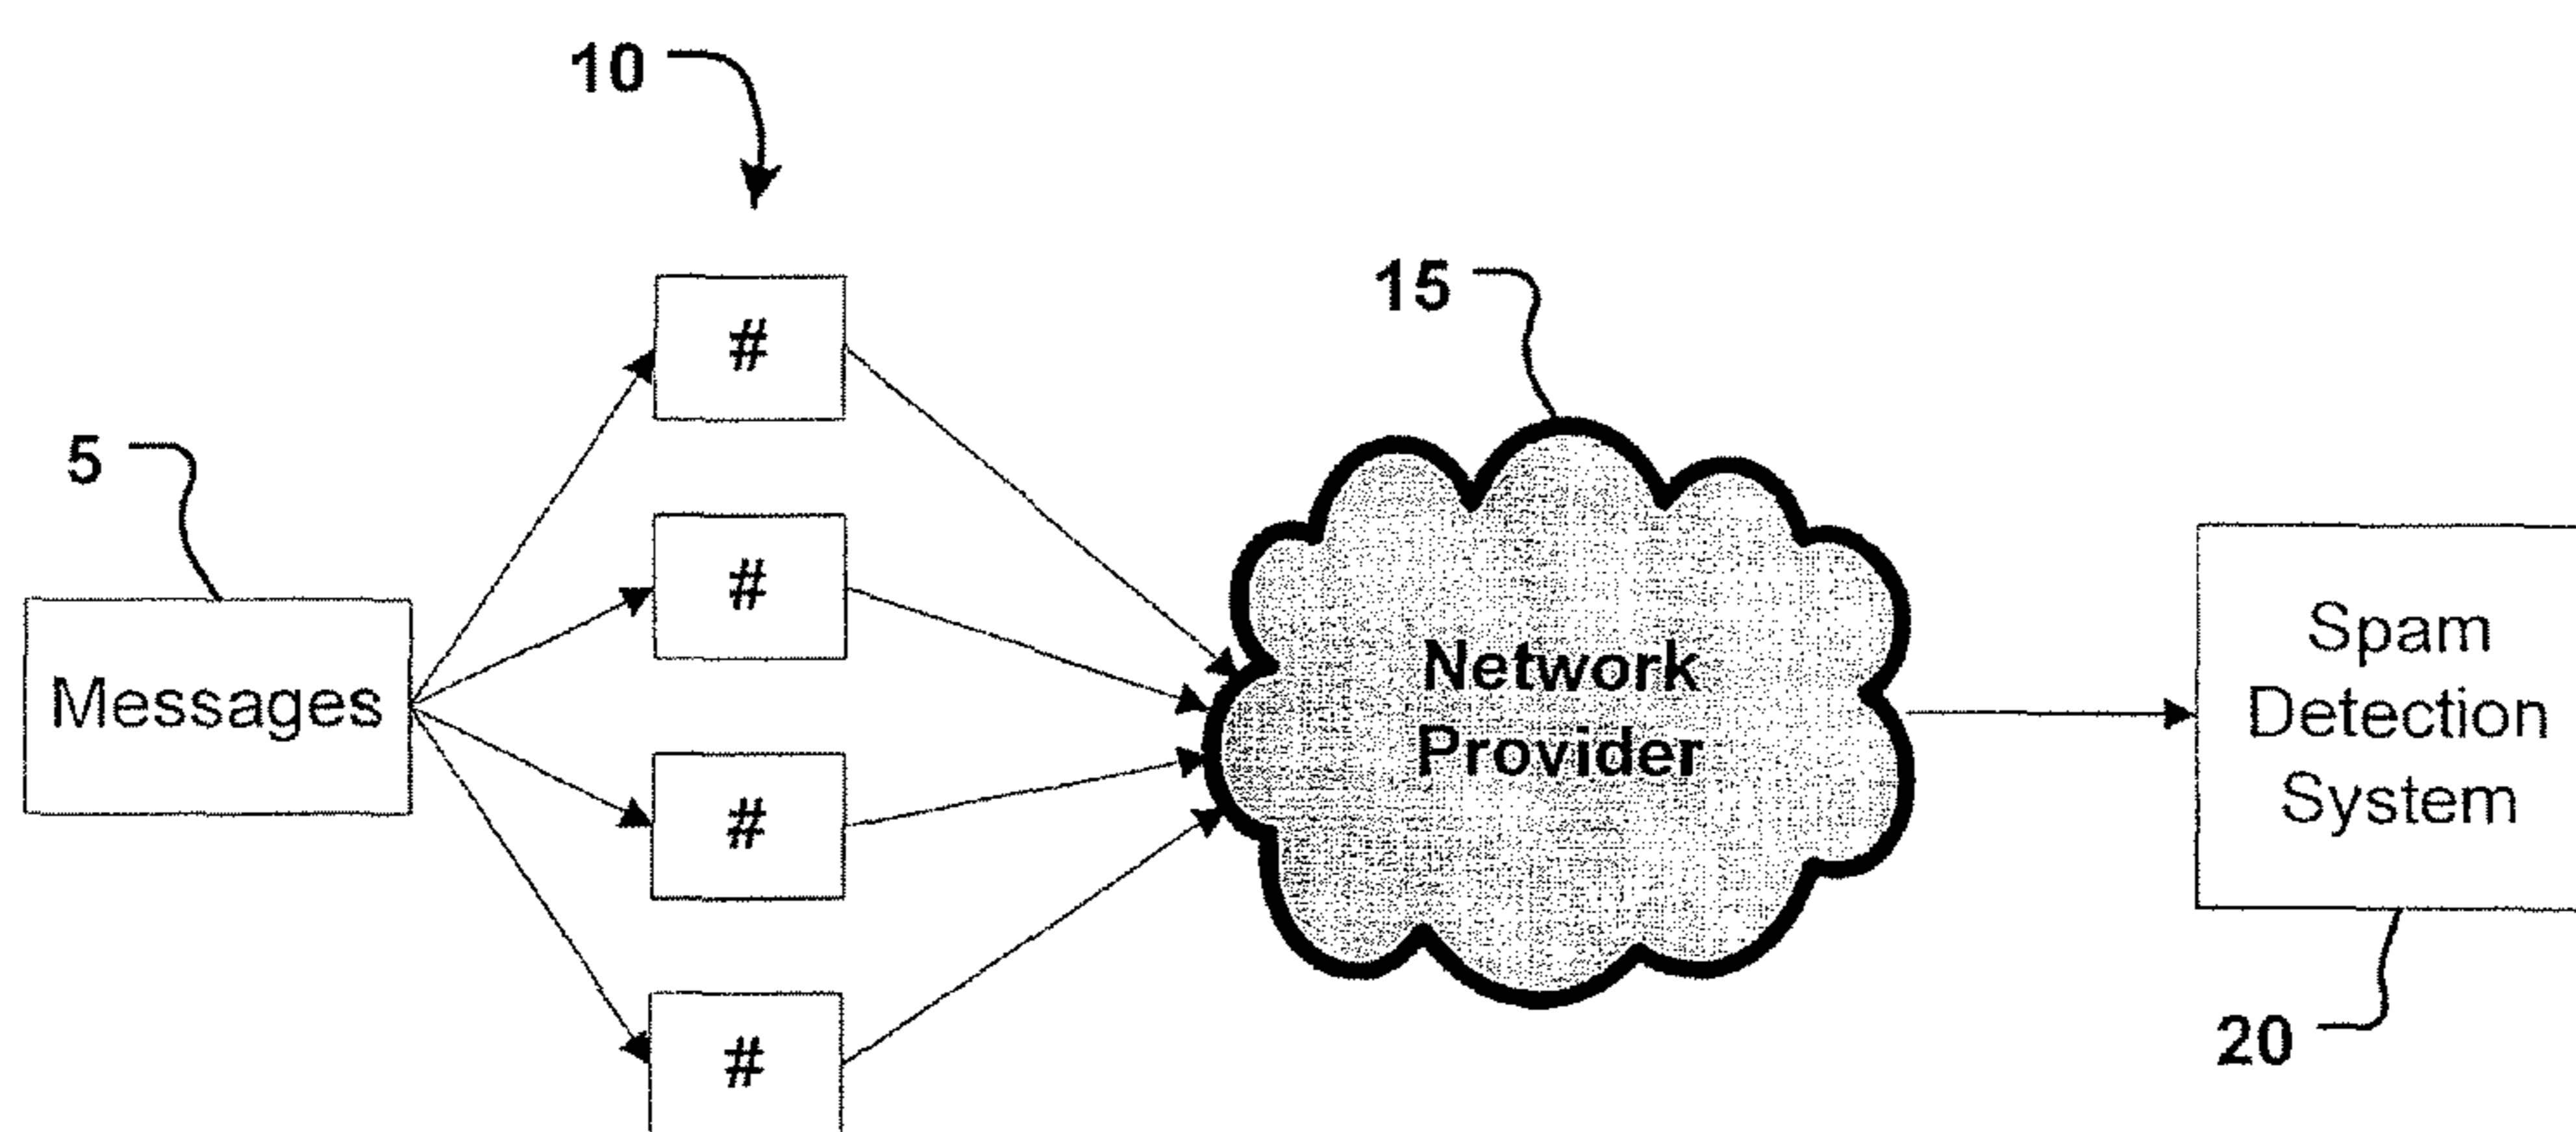 10
#
15
5
#
Messages
Network
Provider
Spam
Detection
System
#
#
20